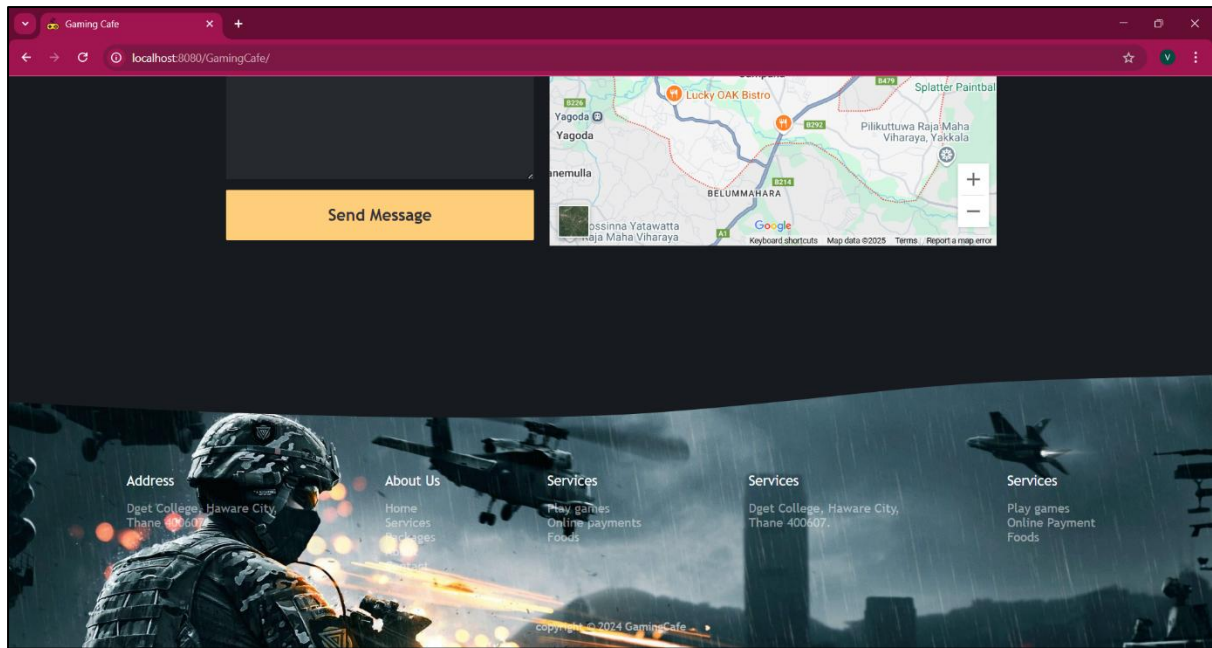 Gaming Cafe
localhost:8080/GamingCafe/
V
Lucky OAK Bistro
B479
Splatter Paintbal
B226
Yagoda
Yagoda
B292
Pilikuttuwa Raja Maha
Viharaya, Yakkala
anemulla
B214
BELUMMAHARA
+
−
ossinna Yatawatta
Raja Maha Viharaya
A1
Google
Keyboard shortcuts
Map data ©2025
Terms
Report a map error
Send Message
Address
Dget College, Haware City,
Thane 400607.
About Us
Home
Services
Packages
Contact
Services
Play games
Online payments
Foods
Services
Dget College, Haware City,
Thane 400607.
Services
Play games
Online Payment
Foods
copyright © 2024 GamingCafe